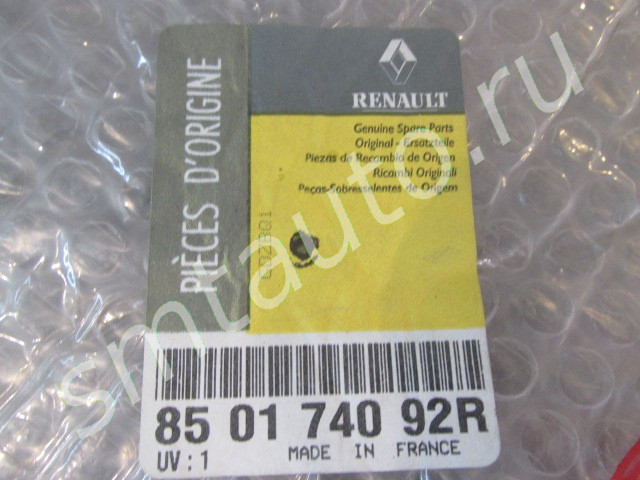 RENAULT
PIÈCES D'ORIGINE
Genuine Spare Parts
Original - Ersatzteile
Piezas de Recambio de Origen
Ricambi Originali
Peças-Sobresselentes de Origem
85 01 740 92R
UV : 1 MADE IN FRANCE
smtauto.ru